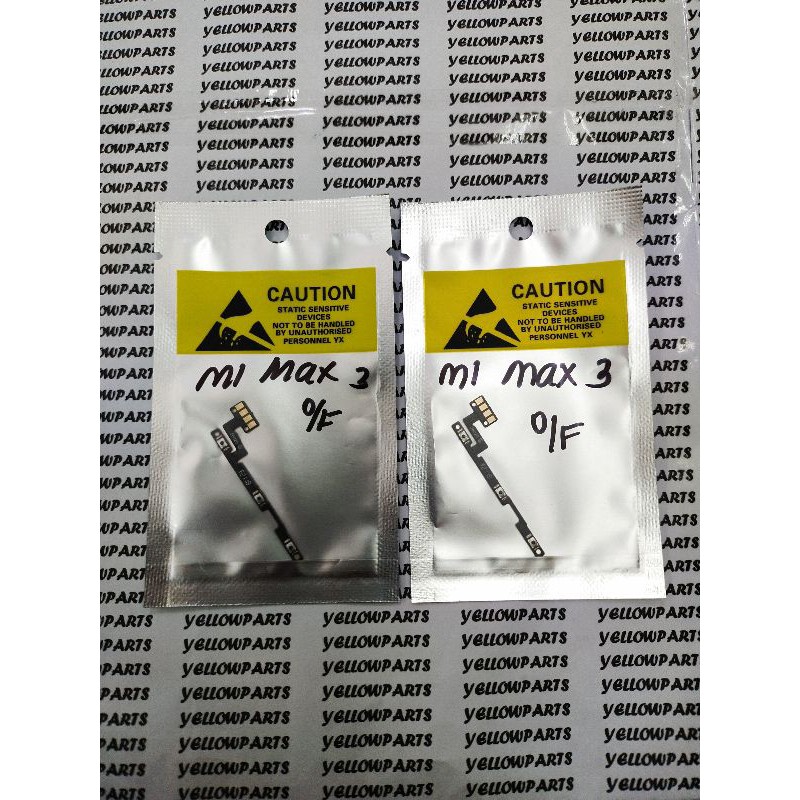 yellowparts
CAUTION
STATIC SENSITIVE
DEVICES
NOT TO BE HANDLED
BY UNAUTHORISED
PERSONNEL YX
MI Max 3
O/F
CAUTION
STATIC SENSITIVE
DEVICES
NOT TO BE HANDLED
BY UNAUTHORISED
PERSONNEL YX
MI max 3
O/F
yellowparts